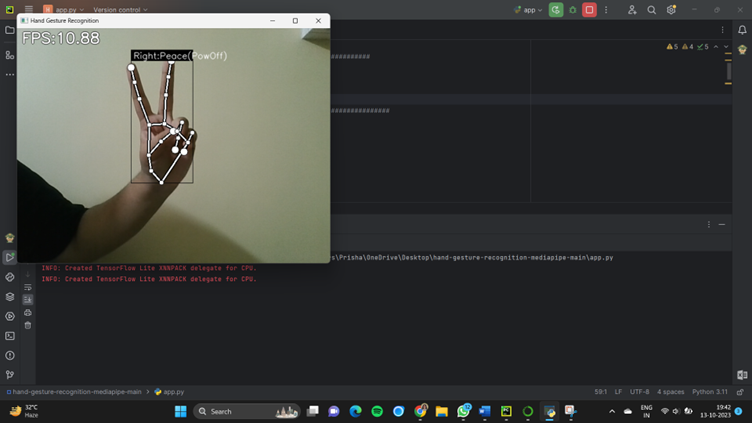 app.py
Version control
app
Hand Gesture Recognition
FPS:10.88
Right:Peace(PowOff)
###########
5 4 5
################
s\Prisha\OneDrive\Desktop\hand-gesture-recognition-mediapipe-main\app.py
INFO: Created TensorFlow Lite XNNPACK delegate for CPU.
INFO: Created TensorFlow Lite XNNPACK delegate for CPU.
hand-gesture-recognition-mediapipe-main > app.py
59:1 LF UTF-8 4 spaces Python 3.11
32°C
Haze
Search
ENG
IN
19:42
13-10-2023